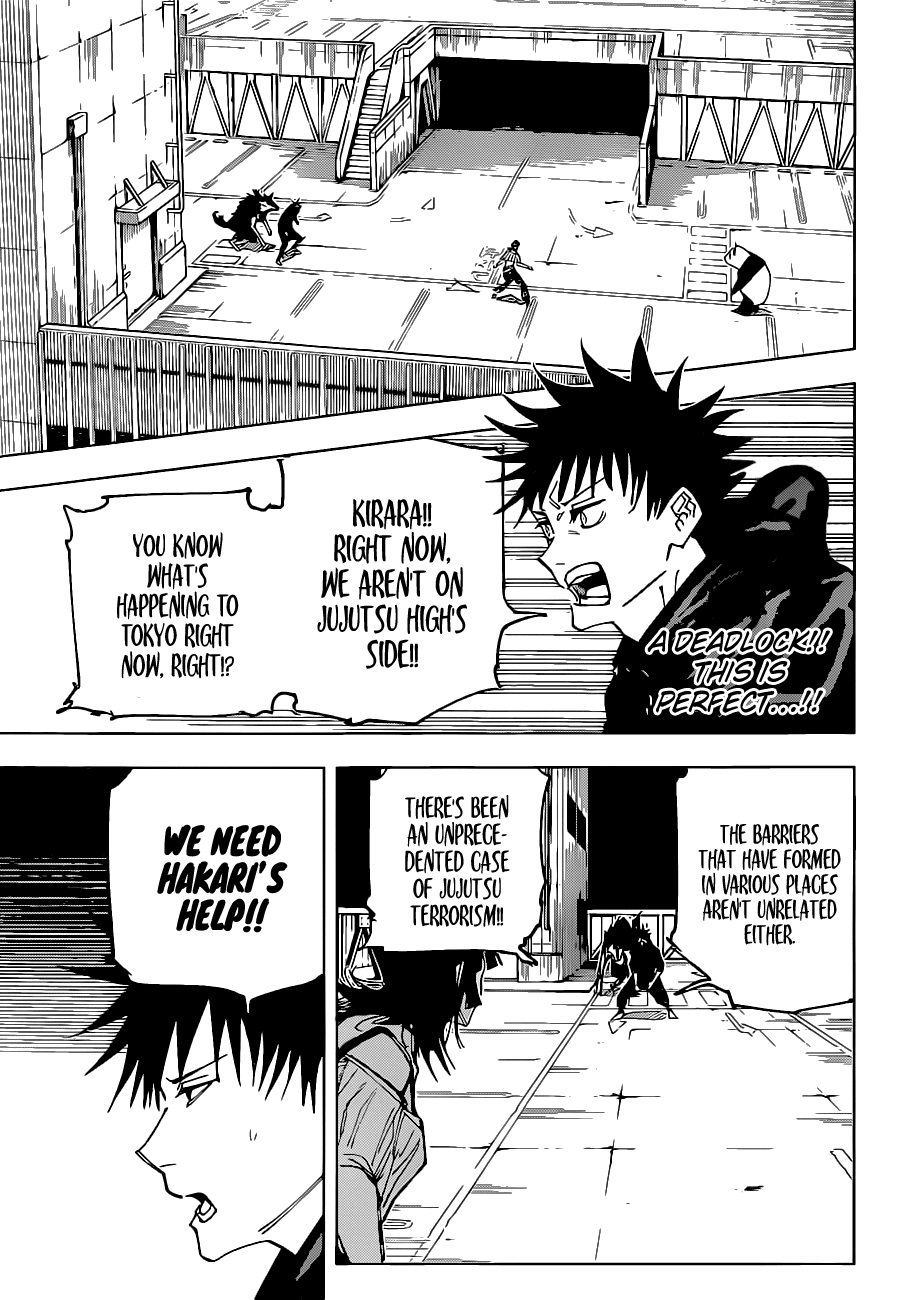 KIRARA!!
RIGHT NOW,
WE AREN'T ON
JUJUTSU HIGH'S
SIDE!!
A DEADLOCK!!
THIS IS
PERFECT...!!
YOU KNOW
WHAT'S
HAPPENING TO
TOKYO RIGHT
NOW, RIGHT!?
THE BARRIERS
THAT HAVE FORMED
IN VARIOUS PLACES
AREN'T UNRELATED
EITHER.
THERE'S BEEN
AN UNPRECE-
DENTED CASE
OF JUJUTSU
TERRORISM!!
WE NEED
HAKARI'S
HELP!!